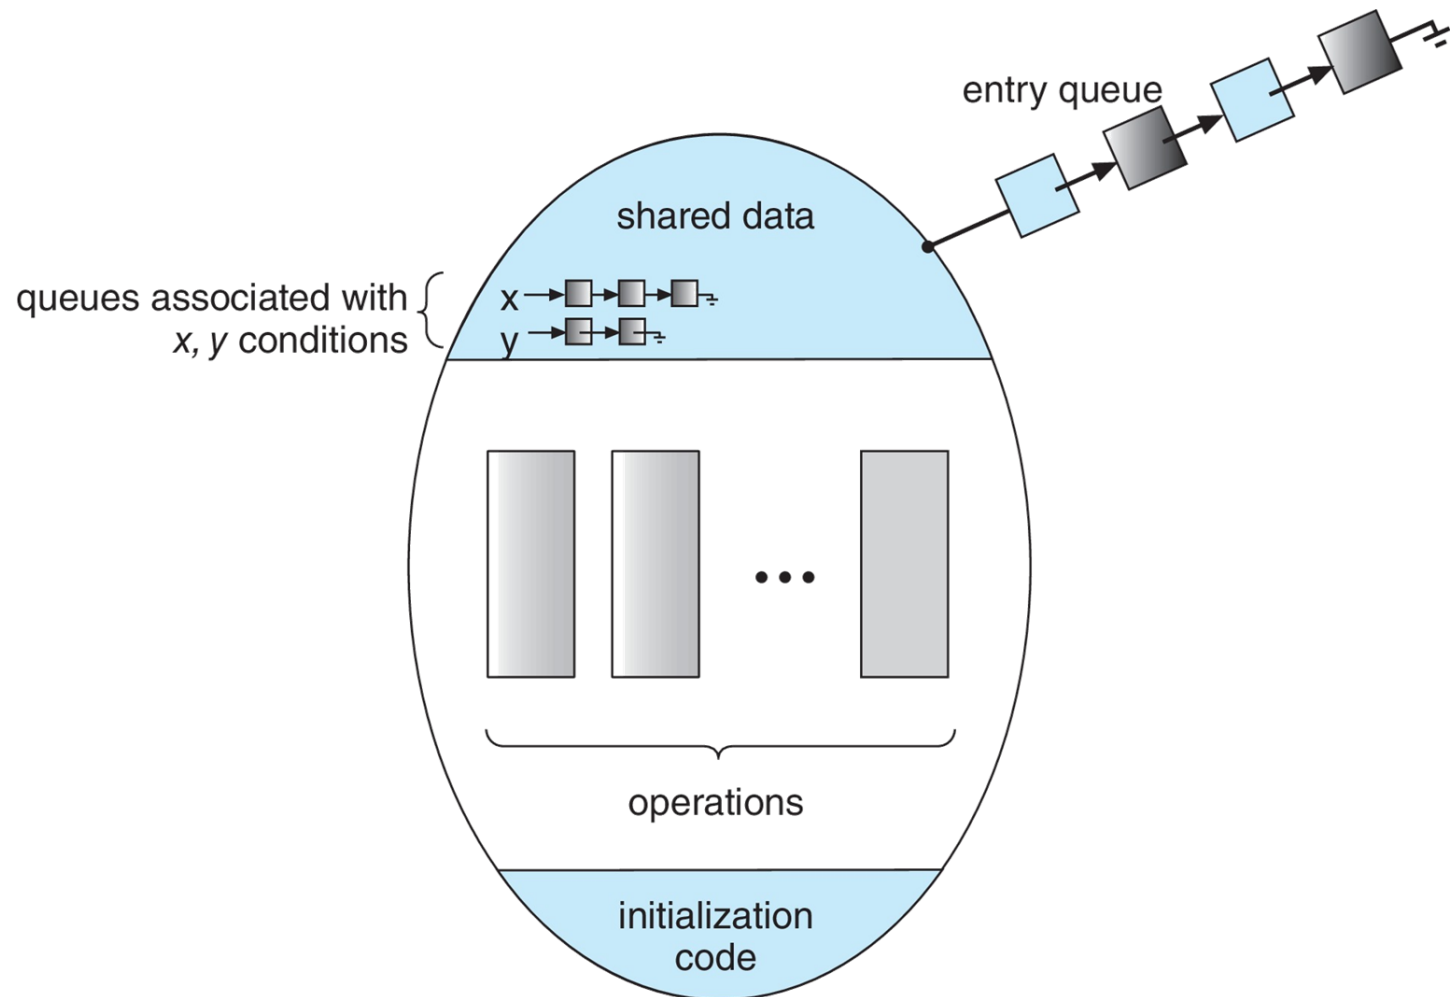 entry queue
shared data
queues associated with
x, y conditions
x
y
operations
initialization
code